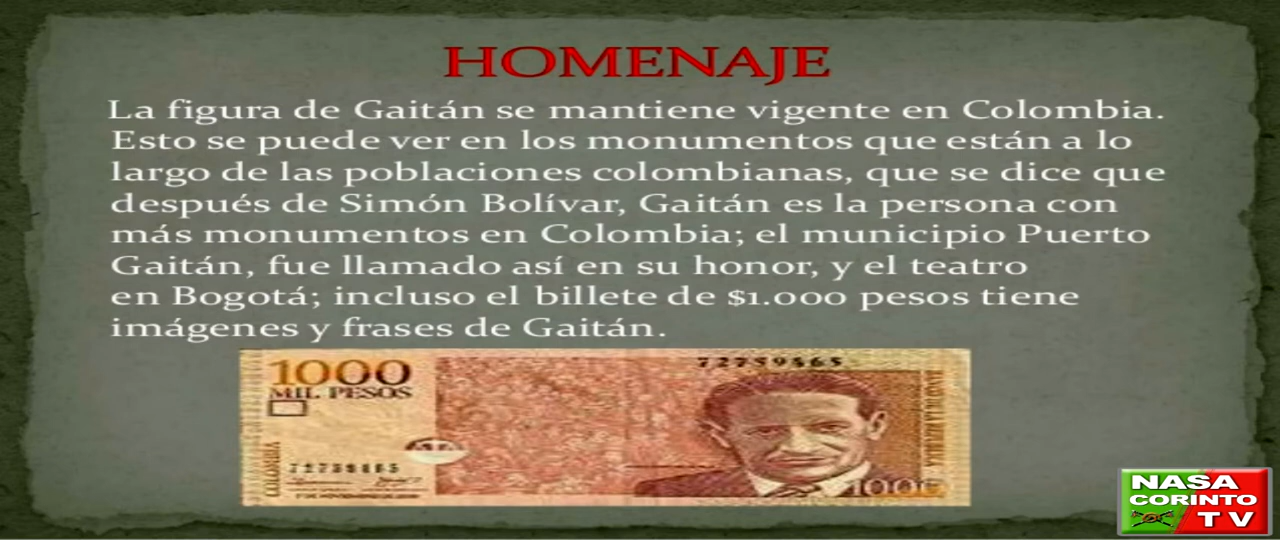 HOMENAJE
La figura de Gaitán se mantiene vigente en Colombia.
Esto se puede ver en los monumentos que están a lo
largo de las poblaciones colombianas, que se dice que
después de Simón Bolívar, Gaitán es la persona con
más monumentos en Colombia; el municipio Puerto
Gaitán, fue llamado así en su honor, y el teatro
en Bogotá; incluso el billete de $1.000 pesos tiene
imágenes y frases de Gaitán.
1000
MIL PESOS
72759565
COLOMBIA
1000
NASA
CORINTO
TV